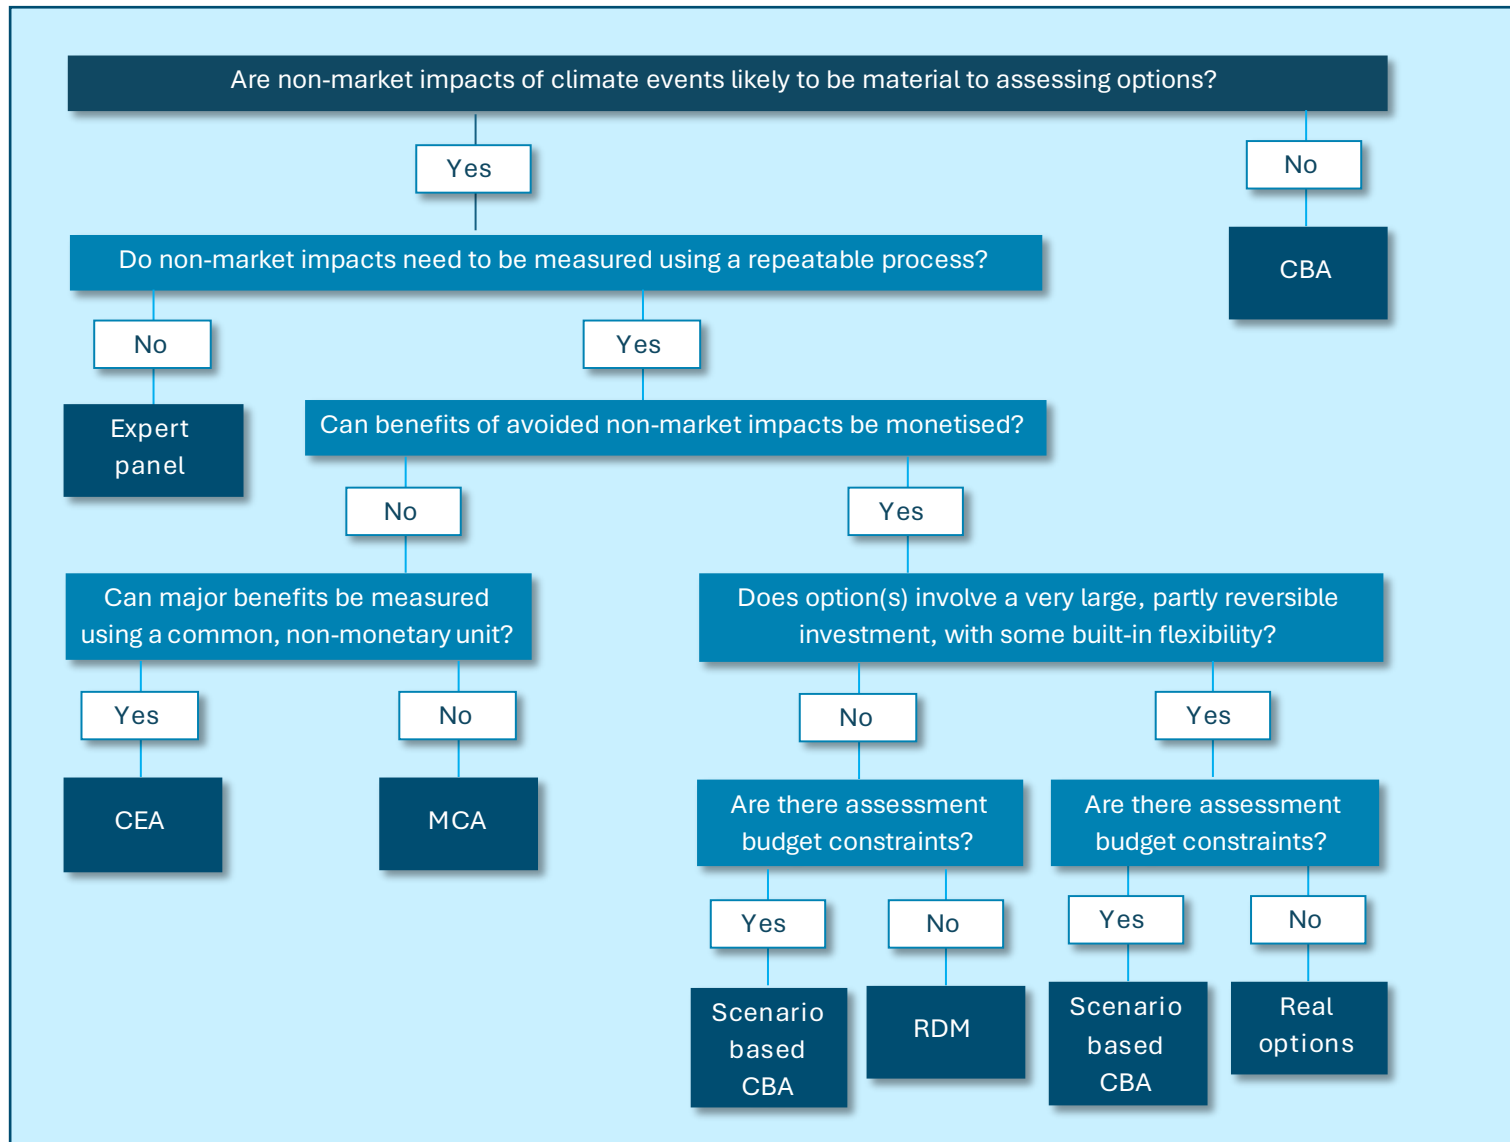 Are non-market impacts of climate events likely to be material to assessing options?
Yes
No
Do non-market impacts need to be measured using a repeatable process?
CBA
No
Yes
Expert
panel
Can benefits of avoided non-market impacts be monetised?
No
Yes
Can major benefits be measured
using a common, non-monetary unit?
Does option(s) involve a very large, partly reversible
investment, with some built-in flexibility?
Yes
No
No
Yes
CEA
MCA
Are there assessment
budget constraints?
Are there assessment
budget constraints?
Yes
No
Yes
No
Scenario
based
CBA
RDM
Scenario
based
CBA
Real
options